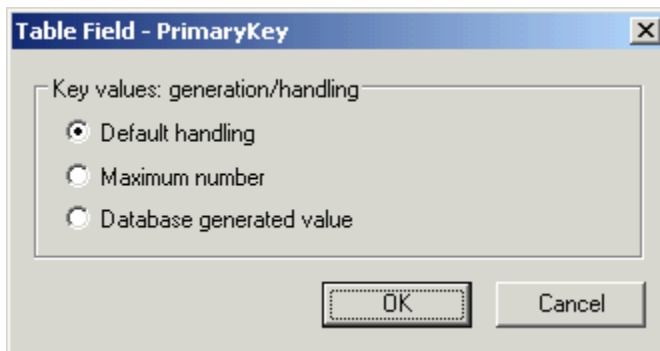 Table Field - PrimaryKey
Key values: generation/handling
Default handling
Maximum number
Database generated value
OK Cancel